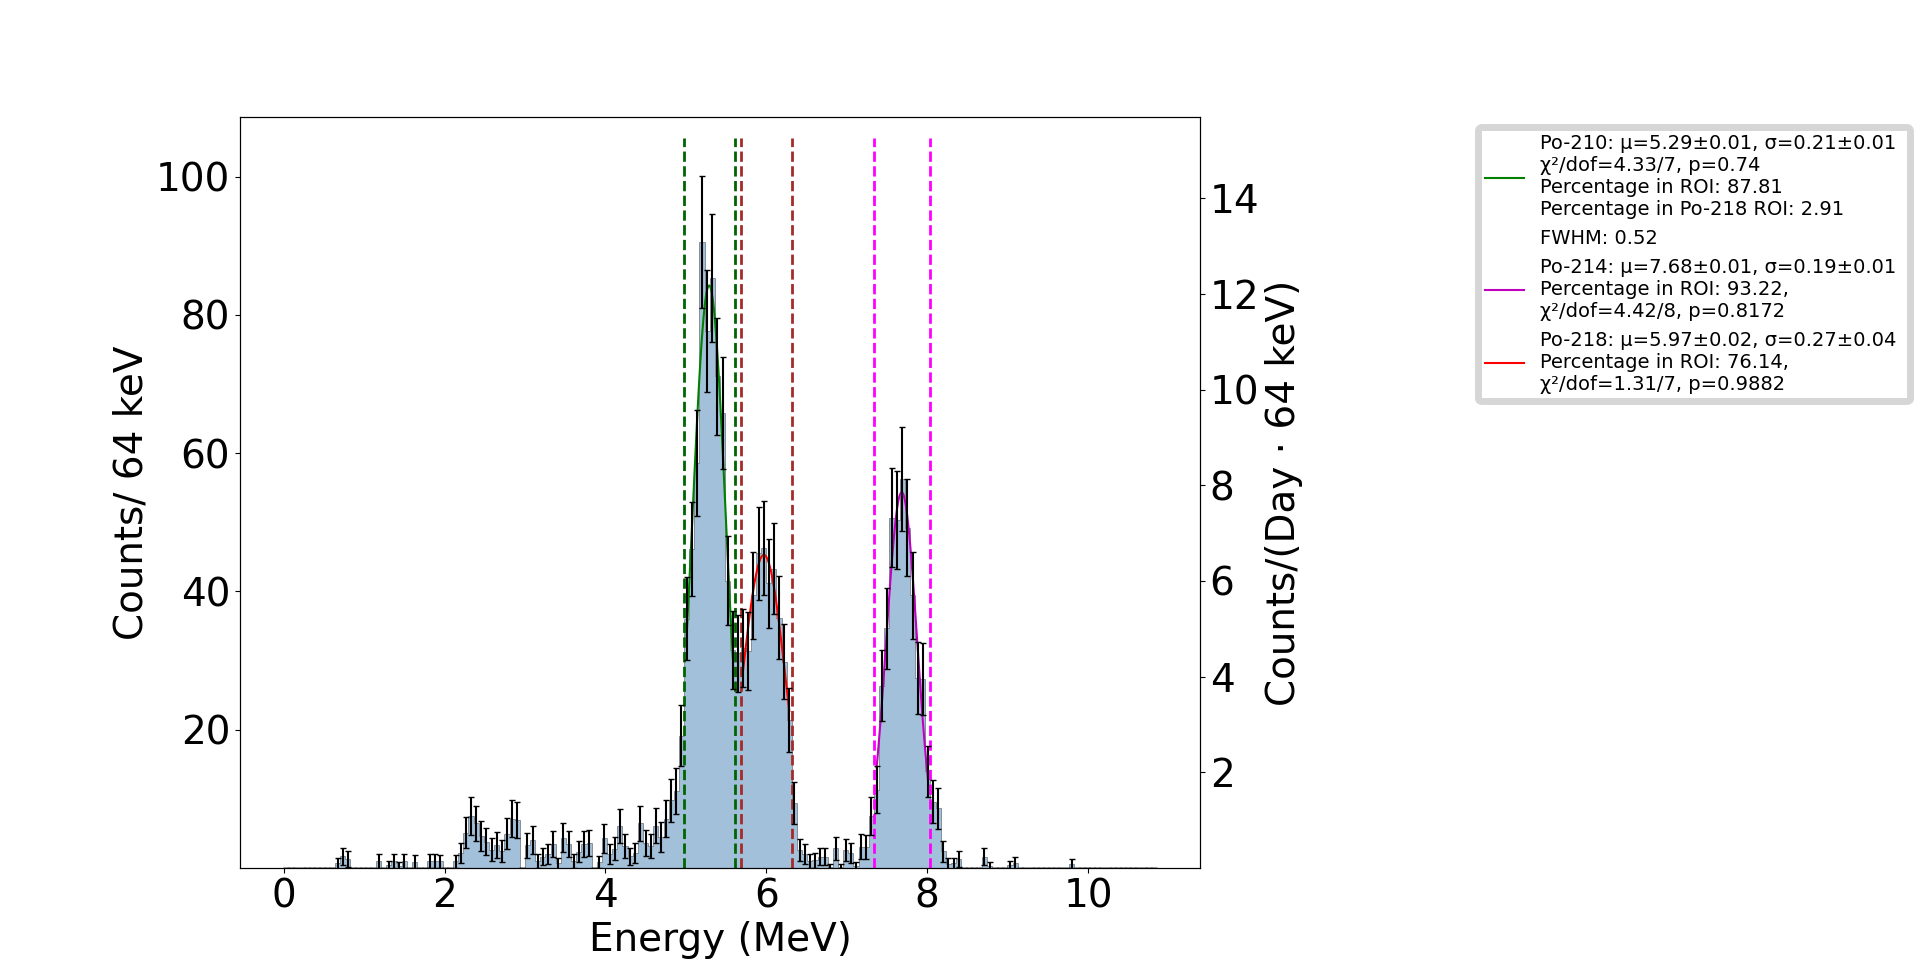 100
80
60
40
20
Counts/ 64 keV
14
12
10
8
6
4
2
Counts/(Day · 64 keV)
0 2 4 6 8 10
Energy (MeV)
Po-210: μ=5.29±0.01, σ=0.21±0.01
χ²/dof=4.33/7, p=0.74
Percentage in ROI: 87.81
Percentage in Po-218 ROI: 2.91
FWHM: 0.52
Po-214: μ=7.68±0.01, σ=0.19±0.01
Percentage in ROI: 93.22,
χ²/dof=4.42/8, p=0.8172
Po-218: μ=5.97±0.02, σ=0.27±0.04
Percentage in ROI: 76.14,
χ²/dof=1.31/7, p=0.9882